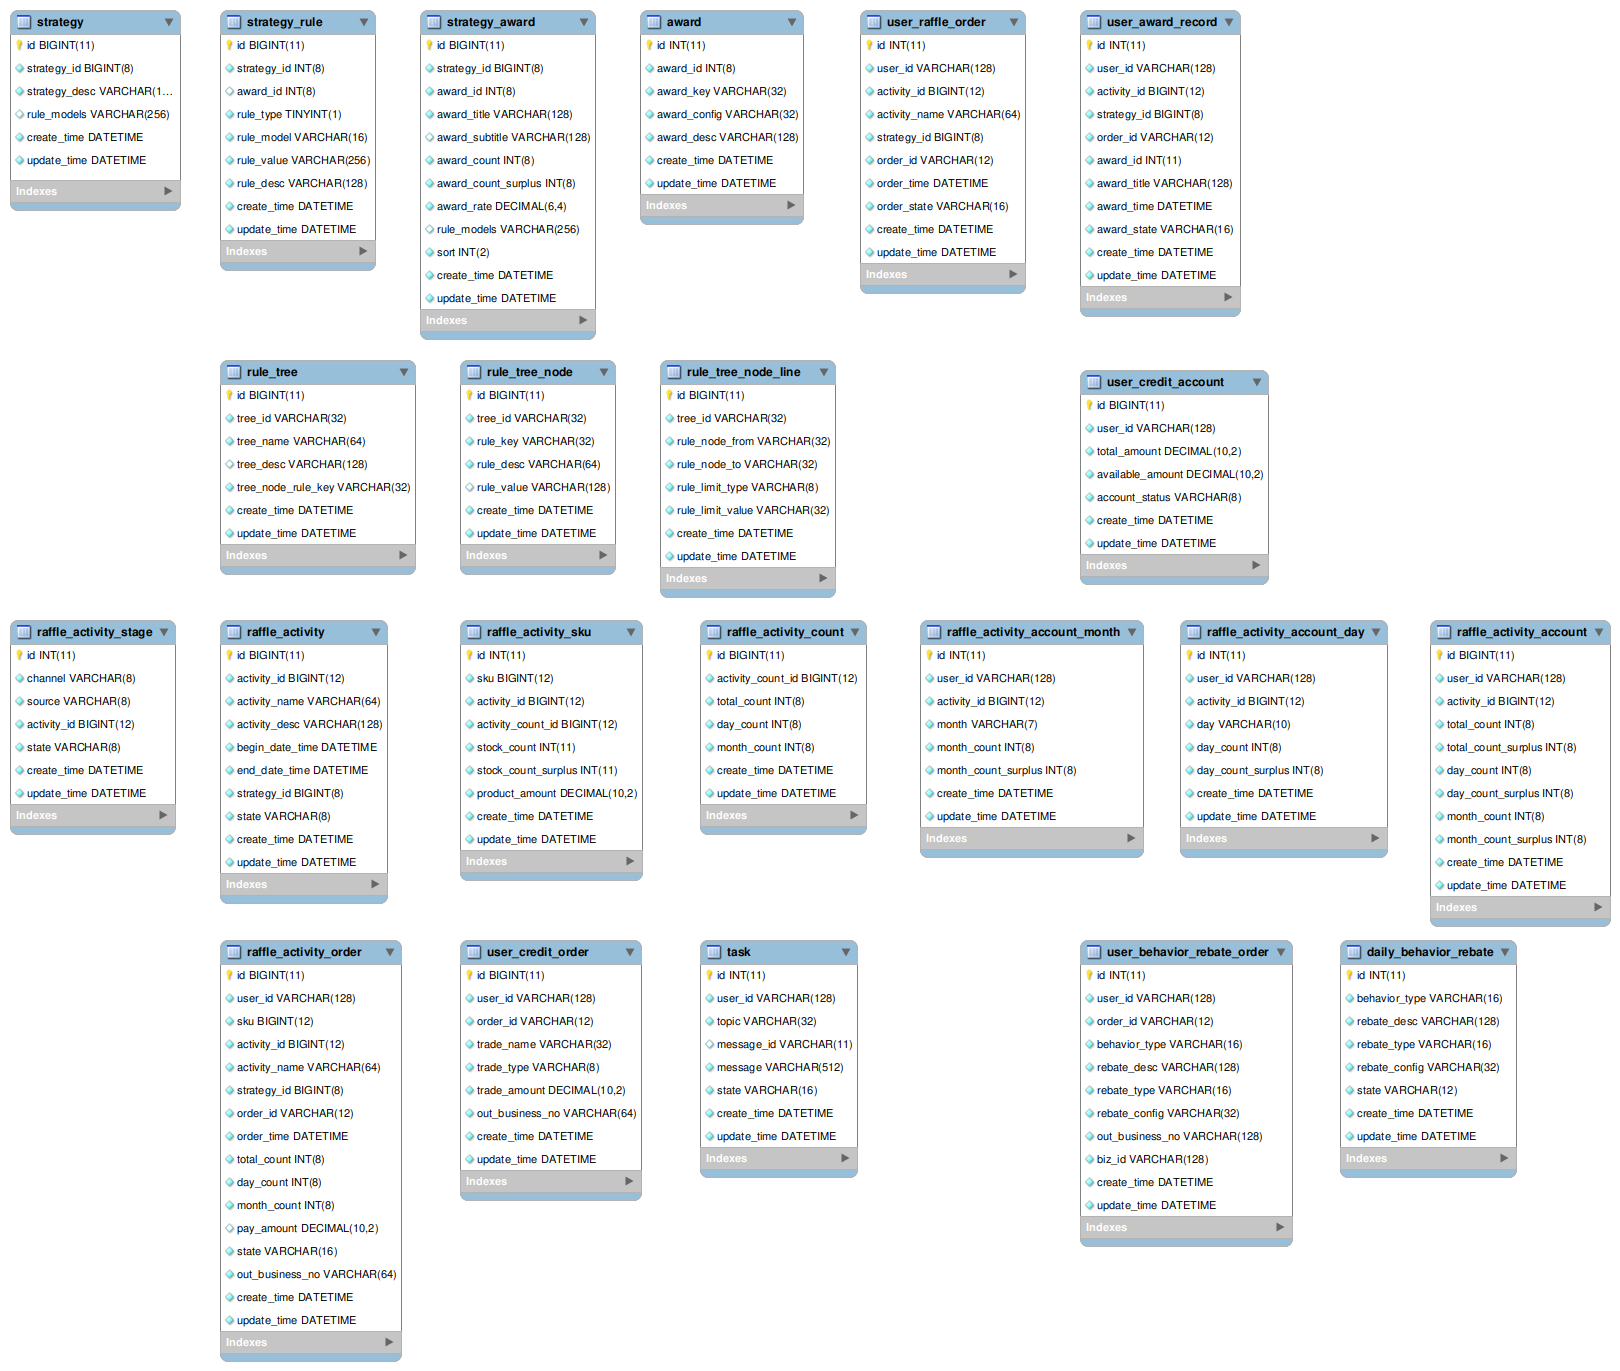 strategy
id BIGINT(11)
strategy_id BIGINT(8)
strategy_desc VARCHAR(1...
rule_models VARCHAR(256)
create_time DATETIME
update_time DATETIME
Indexes
strategy_rule
id BIGINT(11)
strategy_id INT(8)
award_id INT(8)
rule_type TINYINT(1)
rule_model VARCHAR(16)
rule_value VARCHAR(256)
rule_desc VARCHAR(128)
create_time DATETIME
update_time DATETIME
Indexes
strategy_award
id BIGINT(11)
strategy_id BIGINT(8)
award_id INT(8)
award_title VARCHAR(128)
award_subtitle VARCHAR(128)
award_count INT(8)
award_count_surplus INT(8)
award_rate DECIMAL(6,4)
rule_models VARCHAR(256)
sort INT(2)
create_time DATETIME
update_time DATETIME
Indexes
award
id INT(11)
award_id INT(8)
award_key VARCHAR(32)
award_config VARCHAR(32)
award_desc VARCHAR(128)
create_time DATETIME
update_time DATETIME
Indexes
user_raffle_order
id INT(11)
user_id VARCHAR(128)
activity_id BIGINT(12)
activity_name VARCHAR(64)
strategy_id BIGINT(8)
order_id VARCHAR(12)
order_time DATETIME
order_state VARCHAR(16)
create_time DATETIME
update_time DATETIME
Indexes
user_award_record
id INT(11)
user_id VARCHAR(128)
activity_id BIGINT(12)
strategy_id BIGINT(8)
order_id VARCHAR(12)
award_id INT(11)
award_title VARCHAR(128)
award_time DATETIME
award_state VARCHAR(16)
create_time DATETIME
update_time DATETIME
Indexes
rule_tree
id BIGINT(11)
tree_id VARCHAR(32)
tree_name VARCHAR(64)
tree_desc VARCHAR(128)
tree_node_rule_key VARCHAR(32)
create_time DATETIME
update_time DATETIME
Indexes
rule_tree_node
id BIGINT(11)
tree_id VARCHAR(32)
rule_key VARCHAR(32)
rule_desc VARCHAR(64)
rule_value VARCHAR(128)
create_time DATETIME
update_time DATETIME
Indexes
rule_tree_node_line
id BIGINT(11)
tree_id VARCHAR(32)
rule_node_from VARCHAR(32)
rule_node_to VARCHAR(32)
rule_limit_type VARCHAR(8)
rule_limit_value VARCHAR(32)
create_time DATETIME
update_time DATETIME
Indexes
user_credit_account
id BIGINT(11)
user_id VARCHAR(128)
total_amount DECIMAL(10,2)
available_amount DECIMAL(10,2)
account_status VARCHAR(8)
create_time DATETIME
update_time DATETIME
Indexes
raffle_activity_stage
id INT(11)
channel VARCHAR(8)
source VARCHAR(8)
activity_id BIGINT(12)
state VARCHAR(8)
create_time DATETIME
update_time DATETIME
Indexes
raffle_activity
id BIGINT(11)
activity_id BIGINT(12)
activity_name VARCHAR(64)
activity_desc VARCHAR(128)
begin_date_time DATETIME
end_date_time DATETIME
strategy_id BIGINT(8)
state VARCHAR(8)
create_time DATETIME
update_time DATETIME
Indexes
raffle_activity_sku
id INT(11)
sku BIGINT(12)
activity_id BIGINT(12)
activity_count_id BIGINT(12)
stock_count INT(11)
stock_count_surplus INT(11)
product_amount DECIMAL(10,2)
create_time DATETIME
update_time DATETIME
Indexes
raffle_activity_count
id BIGINT(11)
activity_count_id BIGINT(12)
total_count INT(8)
day_count INT(8)
month_count INT(8)
create_time DATETIME
update_time DATETIME
Indexes
raffle_activity_account_month
id INT(11)
user_id VARCHAR(128)
activity_id BIGINT(12)
month VARCHAR(7)
month_count INT(8)
month_count_surplus INT(8)
create_time DATETIME
update_time DATETIME
Indexes
raffle_activity_account_day
id INT(11)
user_id VARCHAR(128)
activity_id BIGINT(12)
day VARCHAR(10)
day_count INT(8)
day_count_surplus INT(8)
create_time DATETIME
update_time DATETIME
Indexes
raffle_activity_account
id BIGINT(11)
user_id VARCHAR(128)
activity_id BIGINT(12)
total_count INT(8)
total_count_surplus INT(8)
day_count INT(8)
day_count_surplus INT(8)
month_count INT(8)
month_count_surplus INT(8)
create_time DATETIME
update_time DATETIME
Indexes
raffle_activity_order
id BIGINT(11)
user_id VARCHAR(128)
sku BIGINT(12)
activity_id BIGINT(12)
activity_name VARCHAR(64)
strategy_id BIGINT(8)
order_id VARCHAR(12)
order_time DATETIME
total_count INT(8)
day_count INT(8)
month_count INT(8)
pay_amount DECIMAL(10,2)
state VARCHAR(16)
out_business_no VARCHAR(64)
create_time DATETIME
update_time DATETIME
Indexes
user_credit_order
id BIGINT(11)
user_id VARCHAR(128)
order_id VARCHAR(12)
trade_name VARCHAR(32)
trade_type VARCHAR(8)
trade_amount DECIMAL(10,2)
out_business_no VARCHAR(64)
create_time DATETIME
update_time DATETIME
Indexes
task
id INT(11)
user_id VARCHAR(128)
topic VARCHAR(32)
message_id VARCHAR(11)
message VARCHAR(512)
state VARCHAR(16)
create_time DATETIME
update_time DATETIME
Indexes
user_behavior_rebate_order
id INT(11)
user_id VARCHAR(128)
order_id VARCHAR(12)
behavior_type VARCHAR(16)
rebate_desc VARCHAR(128)
rebate_type VARCHAR(16)
rebate_config VARCHAR(32)
out_business_no VARCHAR(128)
biz_id VARCHAR(128)
create_time DATETIME
update_time DATETIME
Indexes
daily_behavior_rebate
id INT(11)
behavior_type VARCHAR(16)
rebate_desc VARCHAR(128)
rebate_type VARCHAR(16)
rebate_config VARCHAR(32)
state VARCHAR(12)
create_time DATETIME
update_time DATETIME
Indexes